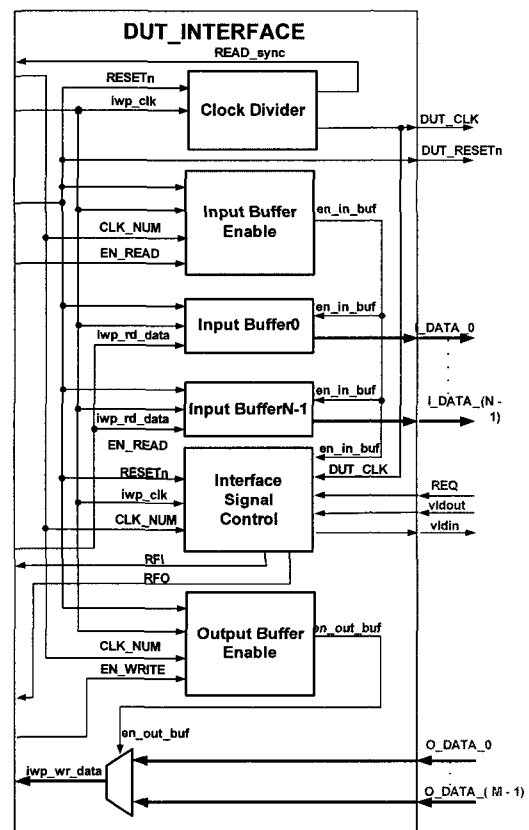 DUT_INTERFACE
READ_sync
RESETn
iwp_clk
Clock Divider
DUT_CLK
DUT_RESETn
Input Buffer
Enable
en_in_buf
CLK_NUM
EN_READ
en_in_buf
Input Buffer0
I_DATA_0
iwp_rd_data
en_in_buf
Input BufferN-1
I_DATA_(N -
1)
iwp_rd_data
EN_READ
en_in_buf
RESETn
Interface
Signal
Control
DUT_CLK
iwp_clk
REQ
CLK_NUM
vldout
vldin
RFI
RFO
Output Buffer
Enable
en_out_buf
CLK_NUM
EN_WRITE
en_out_buf
O_DATA_0
iwp_wr_data
O_DATA_( M - 1)